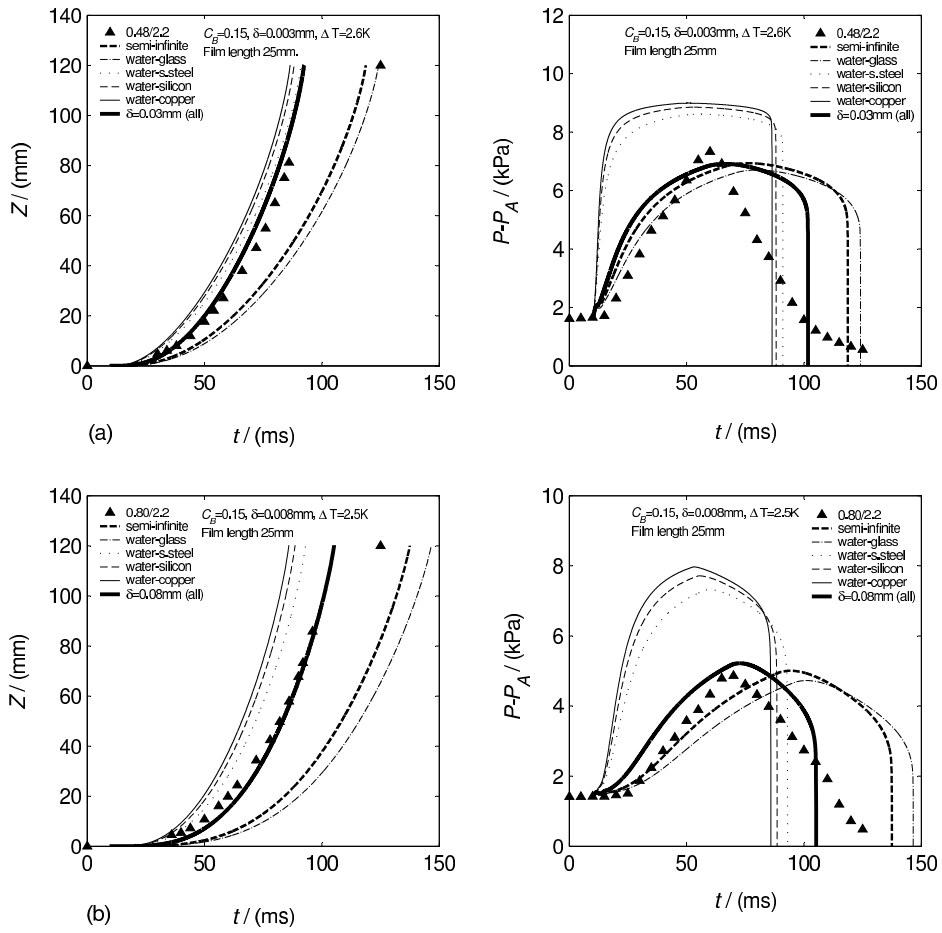 140
120
100
80
60
40
20
0
0
50
100
150
Z / (mm)
t / (ms)
(a)
0.48/2.2
semi-infinite
water-glass
water-s.steel
water-silicon
water-copper
δ=0.03mm (all)
C_B=0.15, δ=0.003mm, Δ T=2.6K
Film length 25mm.
12
10
8
6
4
2
0
0
50
100
150
P-P_A / (kPa)
t / (ms)
C_B=0.15, δ=0.003mm, Δ T=2.6K
Film length 25mm
0.48/2.2
semi-infinite
water-glass
water-s.steel
water-silicon
water-copper
δ=0.03mm (all)
140
120
100
80
60
40
20
0
0
50
100
150
Z / (mm)
t / (ms)
(b)
0.80/2.2
semi-infinite
water-glass
water-s.steel
water-silicon
water-copper
δ=0.08mm (all)
C_B=0.15, δ=0.008mm, Δ T=2.5K
Film length 25mm
10
8
6
4
2
0
0
50
100
150
P-P_A / (kPa)
t / (ms)
C_B=0.15, δ=0.008mm, Δ T=2.5K
Film length 25mm
0.80/2.2
semi-infinite
water-glass
water-s.steel
water-silicon
water-copper
δ=0.08mm (all)